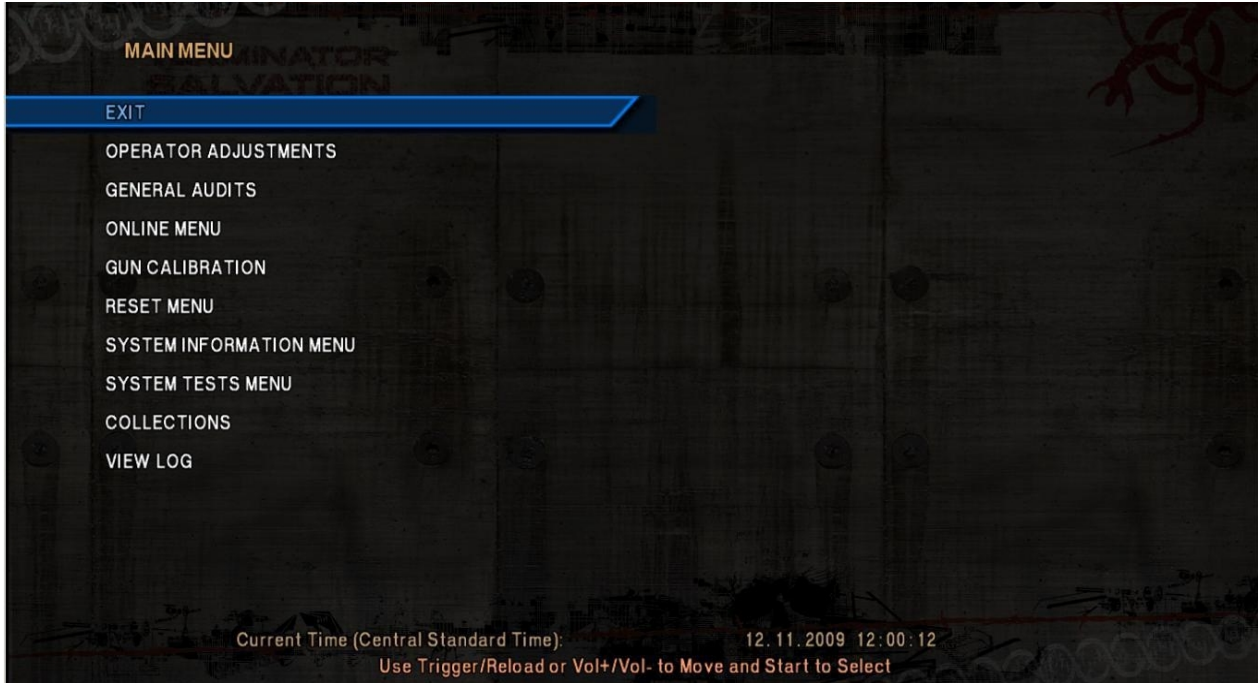 MAIN MENU
TERMINATOR
SALVATION
EXIT
OPERATOR ADJUSTMENTS
GENERAL AUDITS
ONLINE MENU
GUN CALIBRATION
RESET MENU
SYSTEM INFORMATION MENU
SYSTEM TESTS MENU
COLLECTIONS
VIEW LOG
Current Time (Central Standard Time): 12.11.2009 12:00:12
Use Trigger/Reload or Vol+/Vol- to Move and Start to Select